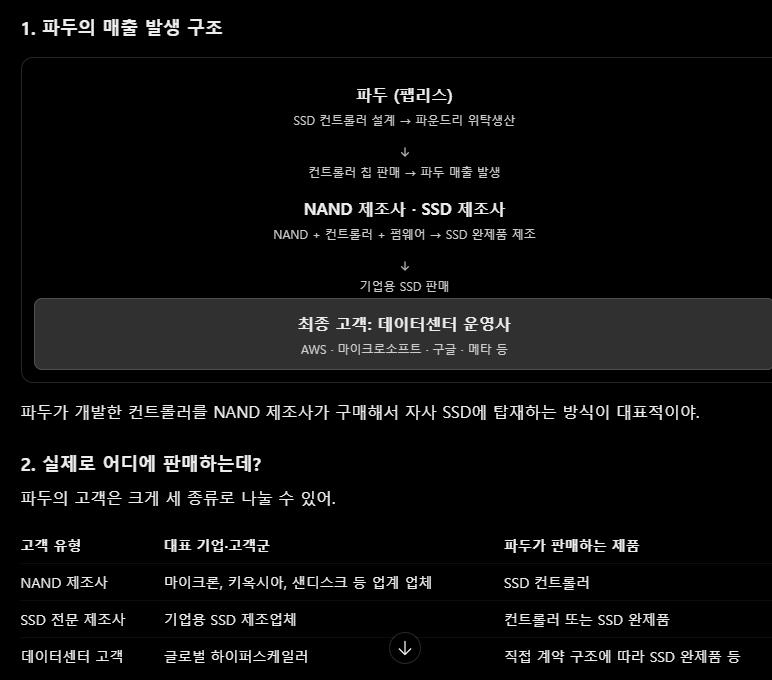 1. 파두의 매출 발생 구조
파두 (팹리스)
SSD 컨트롤러 설계 → 파운드리 위탁생산
↓
컨트롤러 칩 판매 → 파두 매출 발생
NAND 제조사 · SSD 제조사
NAND + 컨트롤러 + 펌웨어 → SSD 완제품 제조
↓
기업용 SSD 판매
최종 고객: 데이터센터 운영사
AWS · 마이크로소프트 · 구글 · 메타 등
파두가 개발한 컨트롤러를 NAND 제조사가 구매해서 자사 SSD에 탑재하는 방식이 대표적이야.
2. 실제로 어디에 판매하는데?
파두의 고객은 크게 세 종류로 나눌 수 있어.
고객 유형 대표 기업·고객군 파두가 판매하는 제품
NAND 제조사 마이크론, 키옥시아, 샌디스크 등 업계 업체 SSD 컨트롤러
SSD 전문 제조사 기업용 SSD 제조업체 컨트롤러 또는 SSD 완제품
데이터센터 고객 글로벌 하이퍼스케일러 직접 계약 구조에 따라 SSD 완제품 등